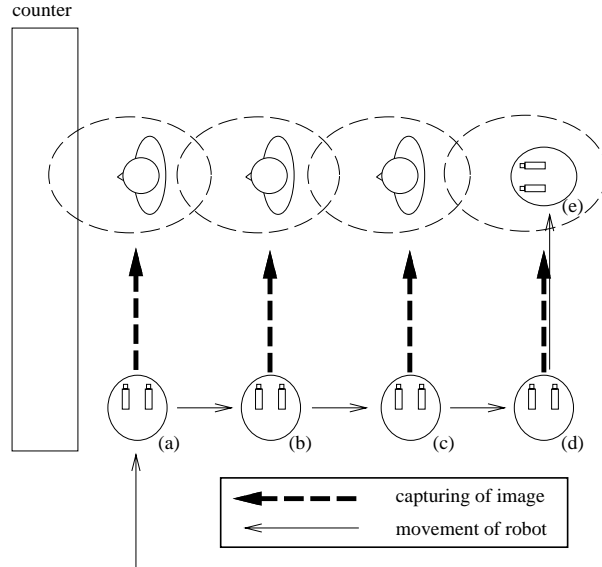 counter
(e)
(a)
(b)
(c)
(d)
capturing of image
movement of robot